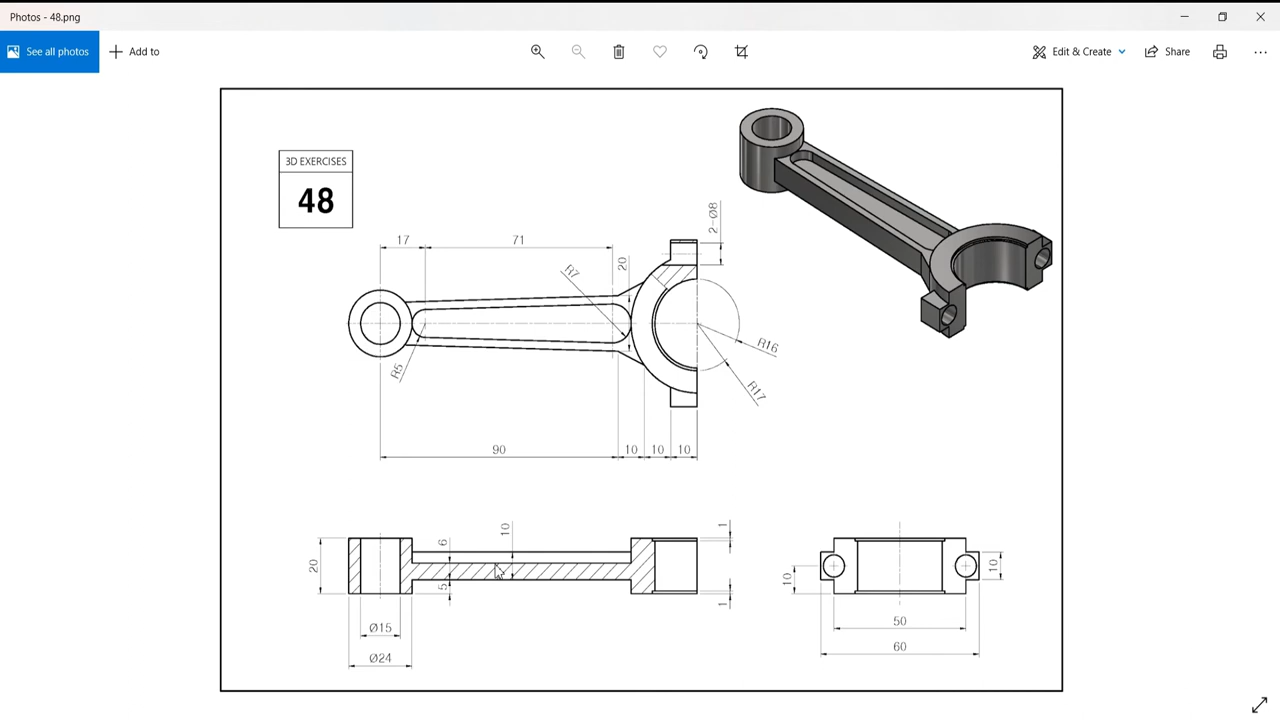 Photos - 48.png
See all photos
Add to
Edit & Create
Share
3D EXERCISES
48
2-Ø8
17
71
R7
20
R5
R16
R17
90
10
10
10
6
10
1
20
5
1
Ø15
Ø24
10
10
50
60